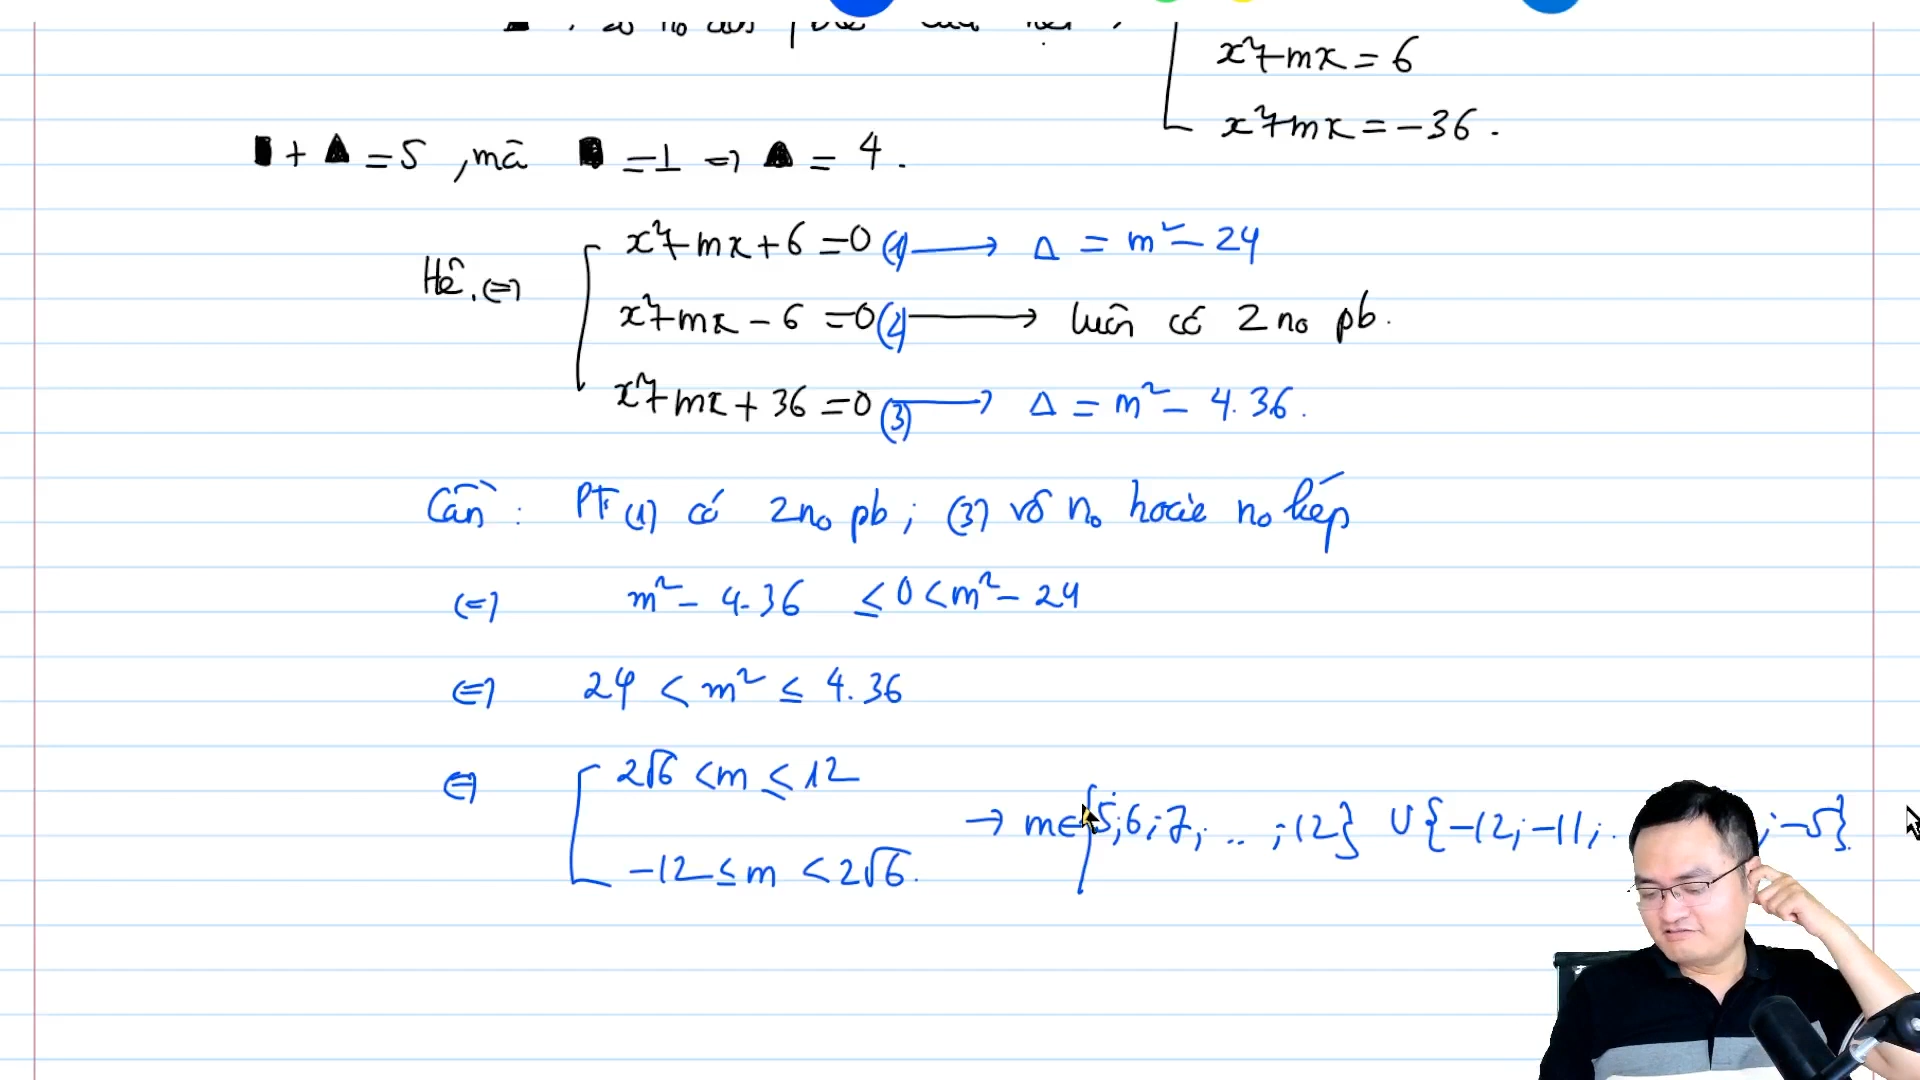 x² + mx = 6
x² + mx = -36.
▮ + ▲ = 5 , mà ▮ = 1 ⇒ ▲ = 4.
x² + mx + 6 = 0 (1) → Δ = m² - 24
Hệ. ⇔
x² + mx - 6 = 0 (2) → luôn có 2 no pb.
x² + mx + 36 = 0 (3) → Δ = m² - 4.36.
Cần : PT (1) có 2 no pb ; (3) vô no hoặc no kép
⇔ m² - 4.36 ≤ 0 < m² - 24
⇔ 24 < m² ≤ 4.36
⇔ [ 2√6 < m ≤ 12
-12 ≤ m < 2√6.
→ m ∈ {5; 6; 7; ... ; 12} ∪ {-12; -11; . ; -5}.